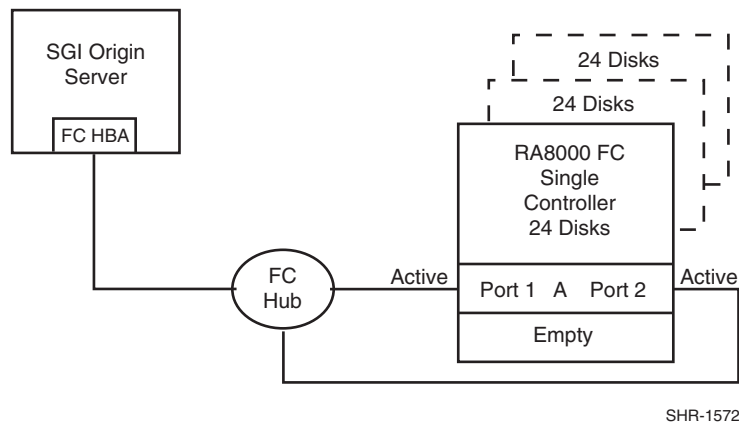 SGI Origin
Server
FC HBA
24 Disks
24 Disks
RA8000 FC
Single
Controller
24 Disks
FC
Hub
Active
Port 1 A Port 2
Active
Empty
SHR-1572